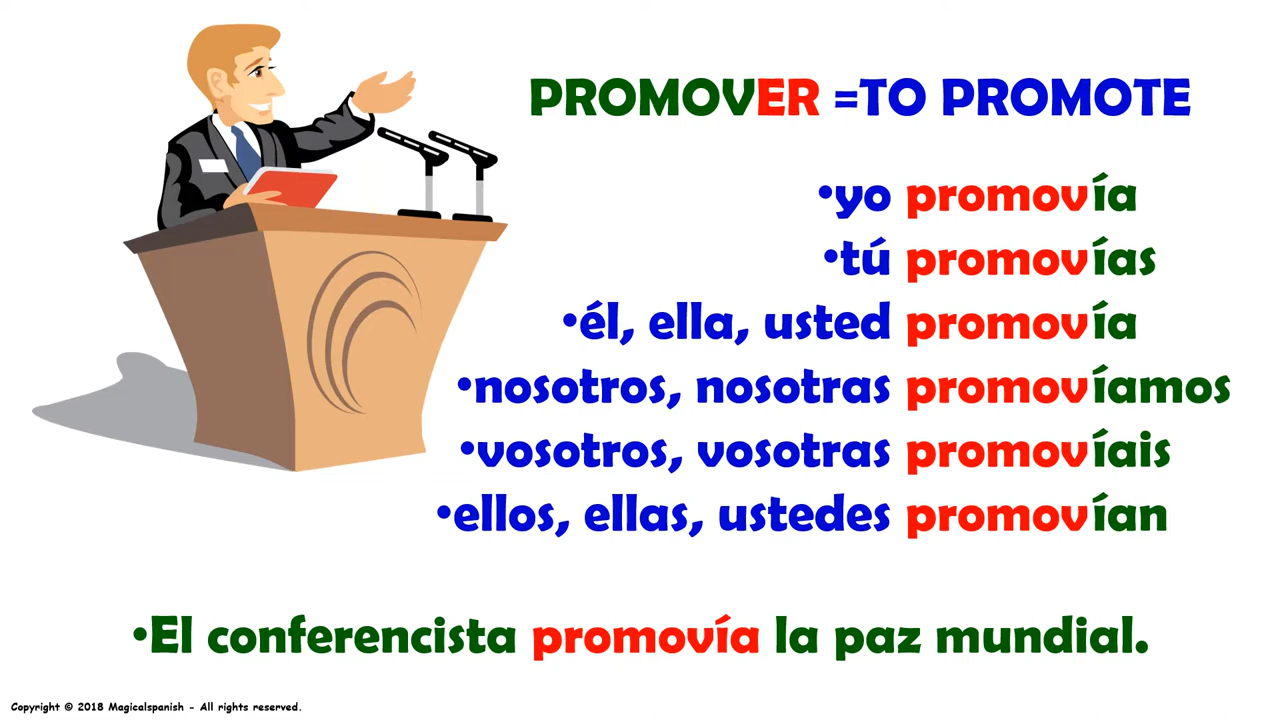 PROMOVER =TO PROMOTE
•yo promovía
•tú promovías
•él, ella, usted promovía
•nosotros, nosotras promovíamos
•vosotros, vosotras promovíais
•ellos, ellas, ustedes promovían
•El conferencista promovía la paz mundial.
Copyright © 2018 Magicalspanish - All rights reserved.